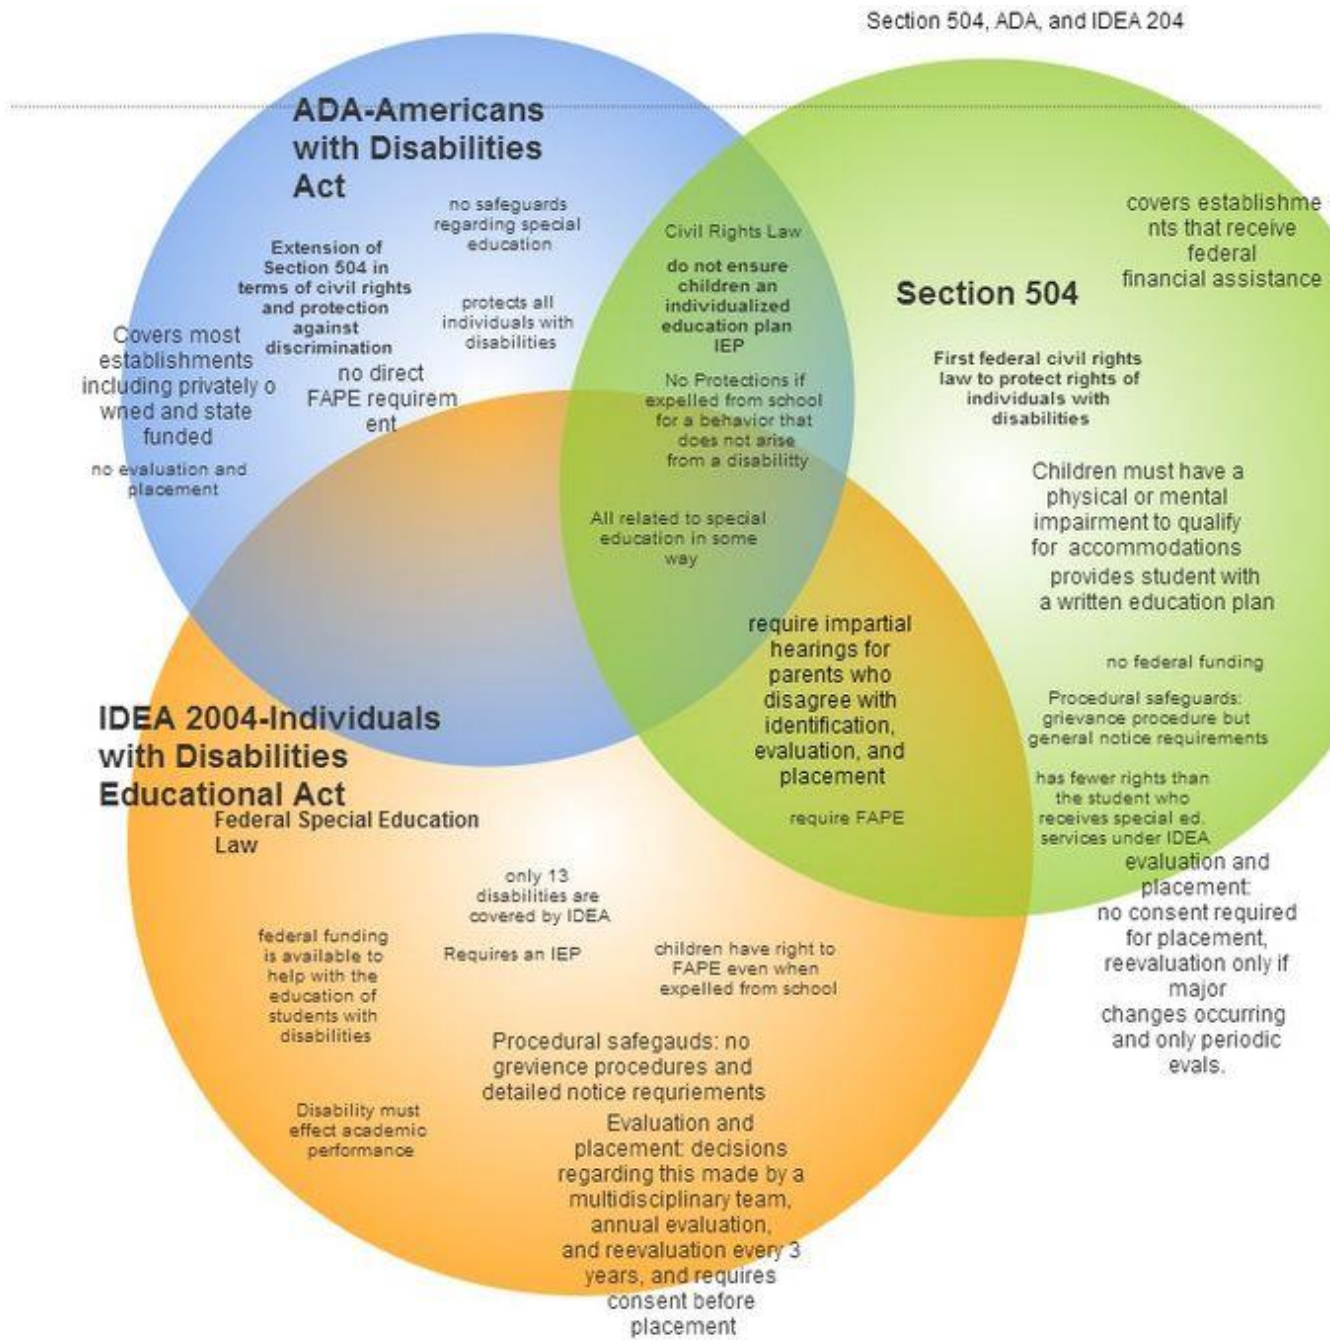 Section 504, ADA, and IDEA 204
ADA-Americans
with Disabilities
Act
no safeguards
regarding special
education
Extension of
Section 504 in
terms of civil rights
and protection
against
discrimination
protects all
individuals with
disabilities
Covers most
establishments
including privately o
wned and state
funded
no direct
FAPE requirem
ent
no evaluation and
placement
Civil Rights Law
do not ensure
children an
individualized
education plan
IEP
No Protections if
expelled from school
for a behavior that
does not arise
from a disabilitty
All related to special
education in some
way
covers establishme
nts that receive
federal
financial assistance
Section 504
First federal civil rights
law to protect rights of
individuals with
disabilities
Children must have a
physical or mental
impairment to qualify
for accommodations
provides student with
a written education plan
no federal funding
Procedural safeguards:
grievance procedure but
general notice requirements
has fewer rights than
the student who
receives special ed.
services under IDEA
evaluation and
placement:
no consent required
for placement,
reevaluation only if
major
changes occurring
and only periodic
evals.
require impartial
hearings for
parents who
disagree with
identification,
evaluation, and
placement
require FAPE
IDEA 2004-Individuals
with Disabilities
Educational Act
Federal Special Education
Law
only 13
disabilities are
covered by IDEA
federal funding
is available to
help with the
education of
students with
disabilities
Requires an IEP
children have right to
FAPE even when
expelled from school
Procedural safegauds: no
grevience procedures and
detailed notice requriements
Disability must
effect academic
performance
Evaluation and
placement: decisions
regarding this made by a
multidisciplinary team,
annual evaluation,
and reevaluation every 3
years, and requires
consent before
placement